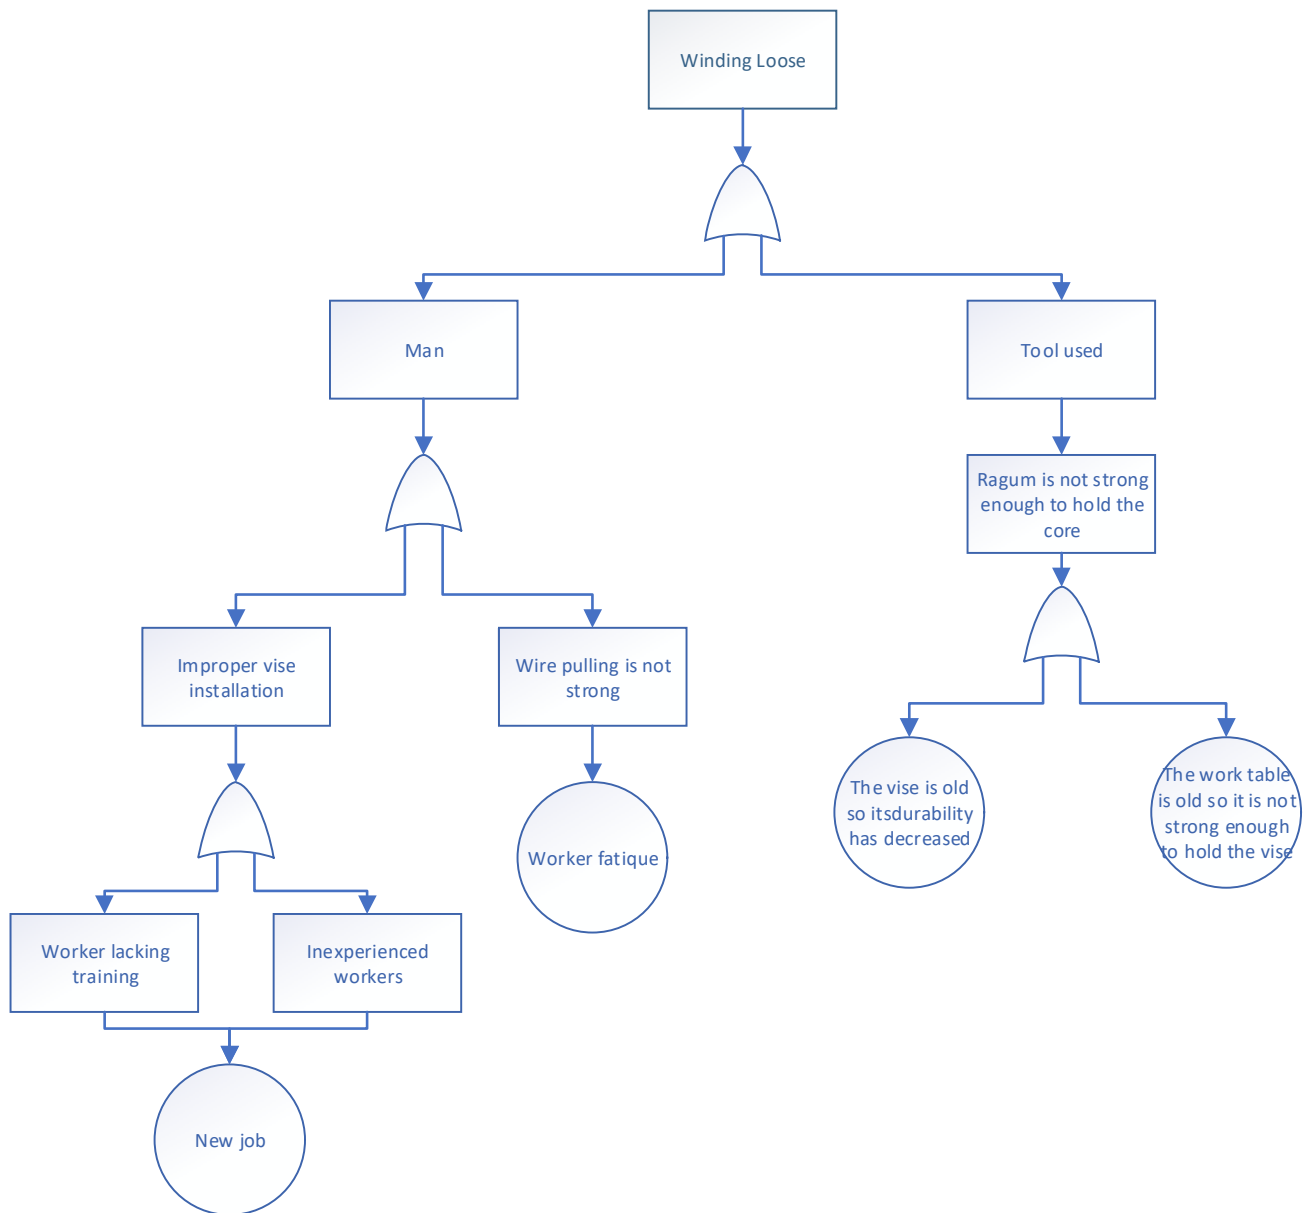 Winding Loose
Man
Tool used
Ragum is not strong
enough to hold the
core
Improper vise
installation
Wire pulling is not
strong
The vise is old
so itsdurability
has decreased
The work table
is old so it is not
strong enough
to hold the vise
Worker fatique
Worker lacking
training
Inexperienced
workers
New job